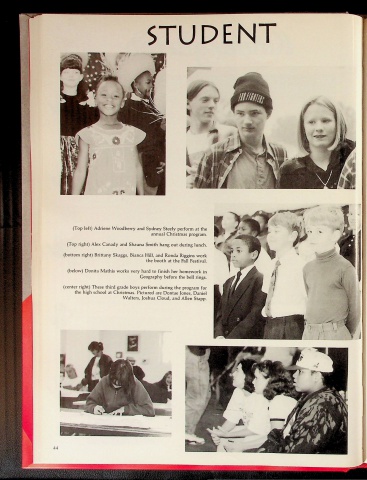 STUDENT
(Top left) Adriane Woodberry and Sydney Steely perform at the
annual Christmas program.
(Top right) Alex Canady and Shauna Smith hang out during lunch.
(bottom right) Brittany Skaggs, Bianca Hill, and Ronda Riggins work
the booth at the Fall Festival.
(below) Donita Mathis works very hard to finish her homework in
Geography before the bell rings.
(center right) These third grade boys perform during the program for
the high school at Christmas. Pictured are Dontae Jones, Daniel
Walters, Joshua Cloud, and Allen Stapp.
44